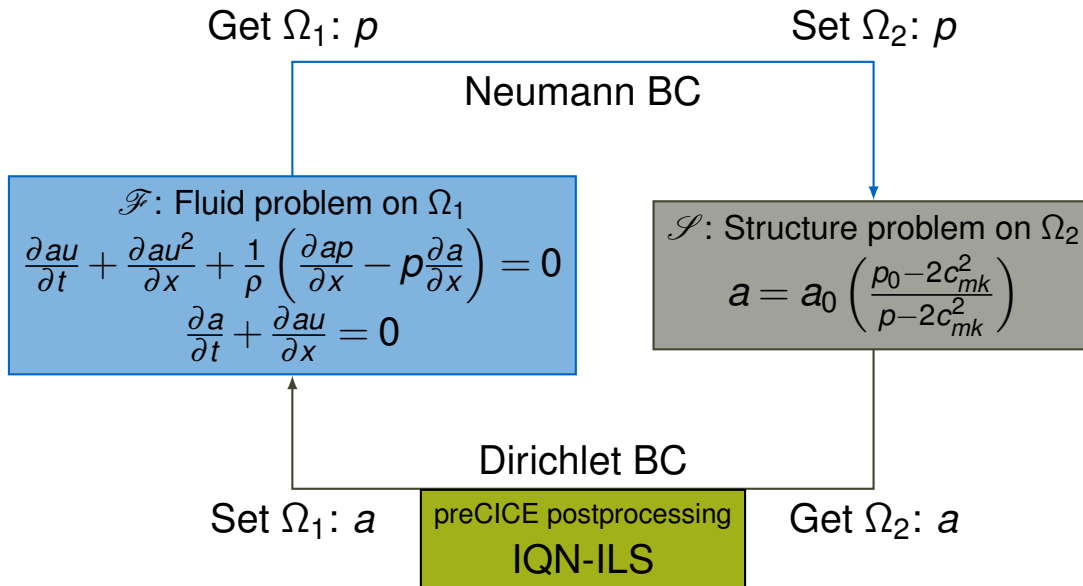 Get Ω₁: p
Set Ω₂: p
Neumann BC
ℱ: Fluid problem on Ω₁
∂au/∂t + ∂au²/∂x + 1/ρ (∂ap/∂x − p ∂a/∂x) = 0
∂a/∂t + ∂au/∂x = 0
𝒮: Structure problem on Ω₂
a = a₀ ((p₀−2c²ₘₖ)/(p−2c²ₘₖ))
Dirichlet BC
Set Ω₁: a
preCICE postprocessing
IQN-ILS
Get Ω₂: a